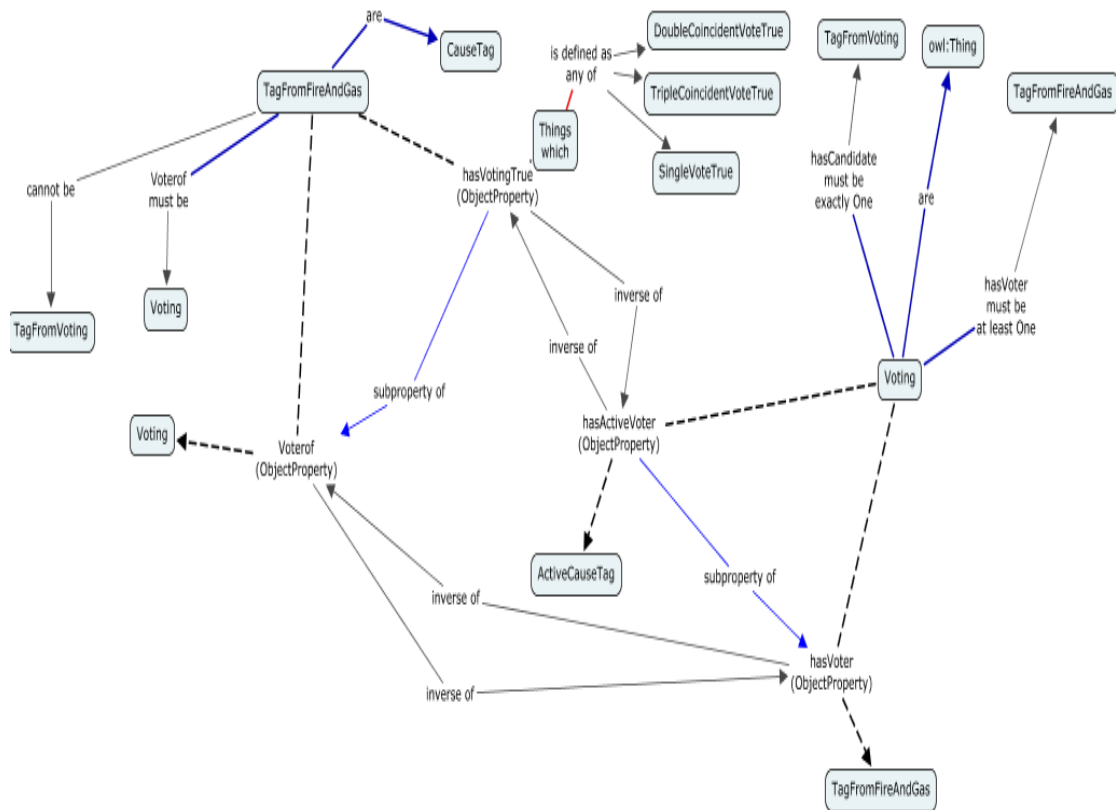 are
CauseTag
TagFromFireAndGas
is defined as
any of
DoubleCoincidentVoteTrue
TripleCoincidentVoteTrue
SingleVoteTrue
Things
which
TagFromVoting
owl:Thing
TagFromFireAndGas
cannot be
Voterof
must be
hasVotingTrue
(ObjectProperty)
hasCandidate
must be
exactly One
are
hasVoter
must be
at least One
TagFromVoting
Voting
inverse of
inverse of
Voting
subproperty of
Voting
Voterof
(ObjectProperty)
hasActiveVoter
(ObjectProperty)
ActiveCauseTag
subproperty of
inverse of
inverse of
hasVoter
(ObjectProperty)
TagFromFireAndGas